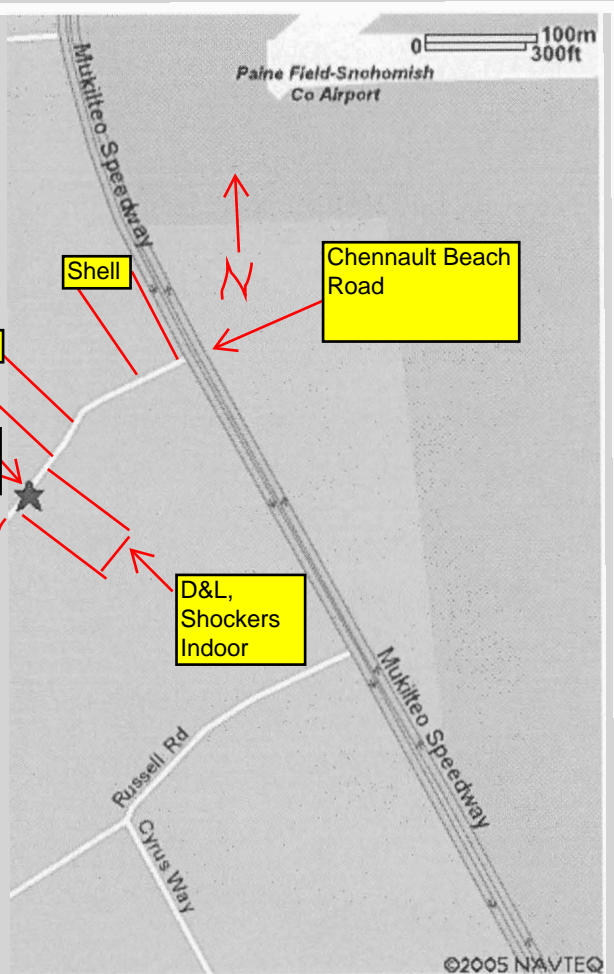 0 100m
300ft
Paine Field-Snohomish
Co Airport
Mukilteo Speedway
N
Shell
Chennault Beach
Road
D&L,
Shockers
Indoor
Mukilteo Speedway
Russell Rd
Cyrus Way
©2005 NAVTEQ